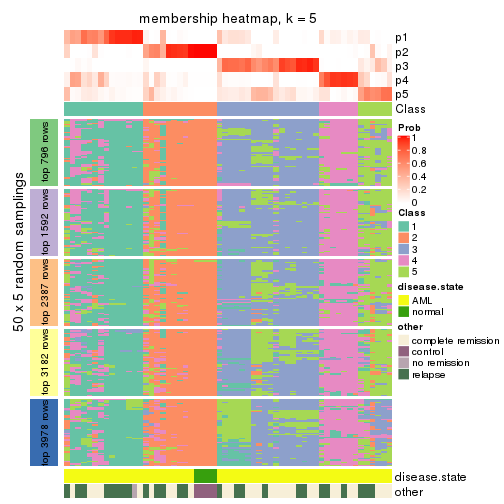 membership heatmap, k = 5
p1
p2
p3
p4
p5
Class
50 x 5 random samplings
top 796 rows
top 1592 rows
top 2387 rows
top 3182 rows
top 3978 rows
Prob
1
0.8
0.6
0.4
0.2
0
Class
1
2
3
4
5
disease.state
AML
normal
other
complete remission
control
no remission
relapse
disease.state
other